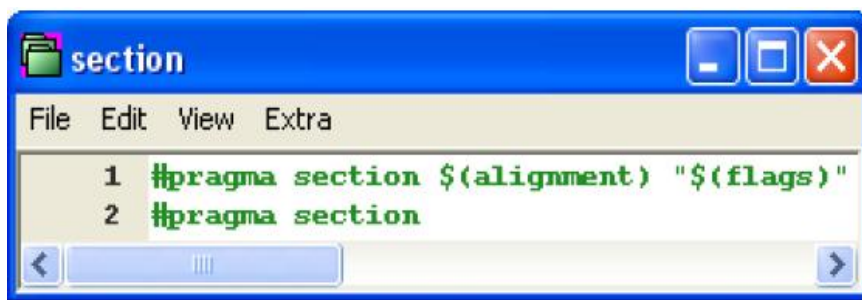 section
File Edit View Extra
1 #pragma section $(alignment) "$(flags)"
2 #pragma section